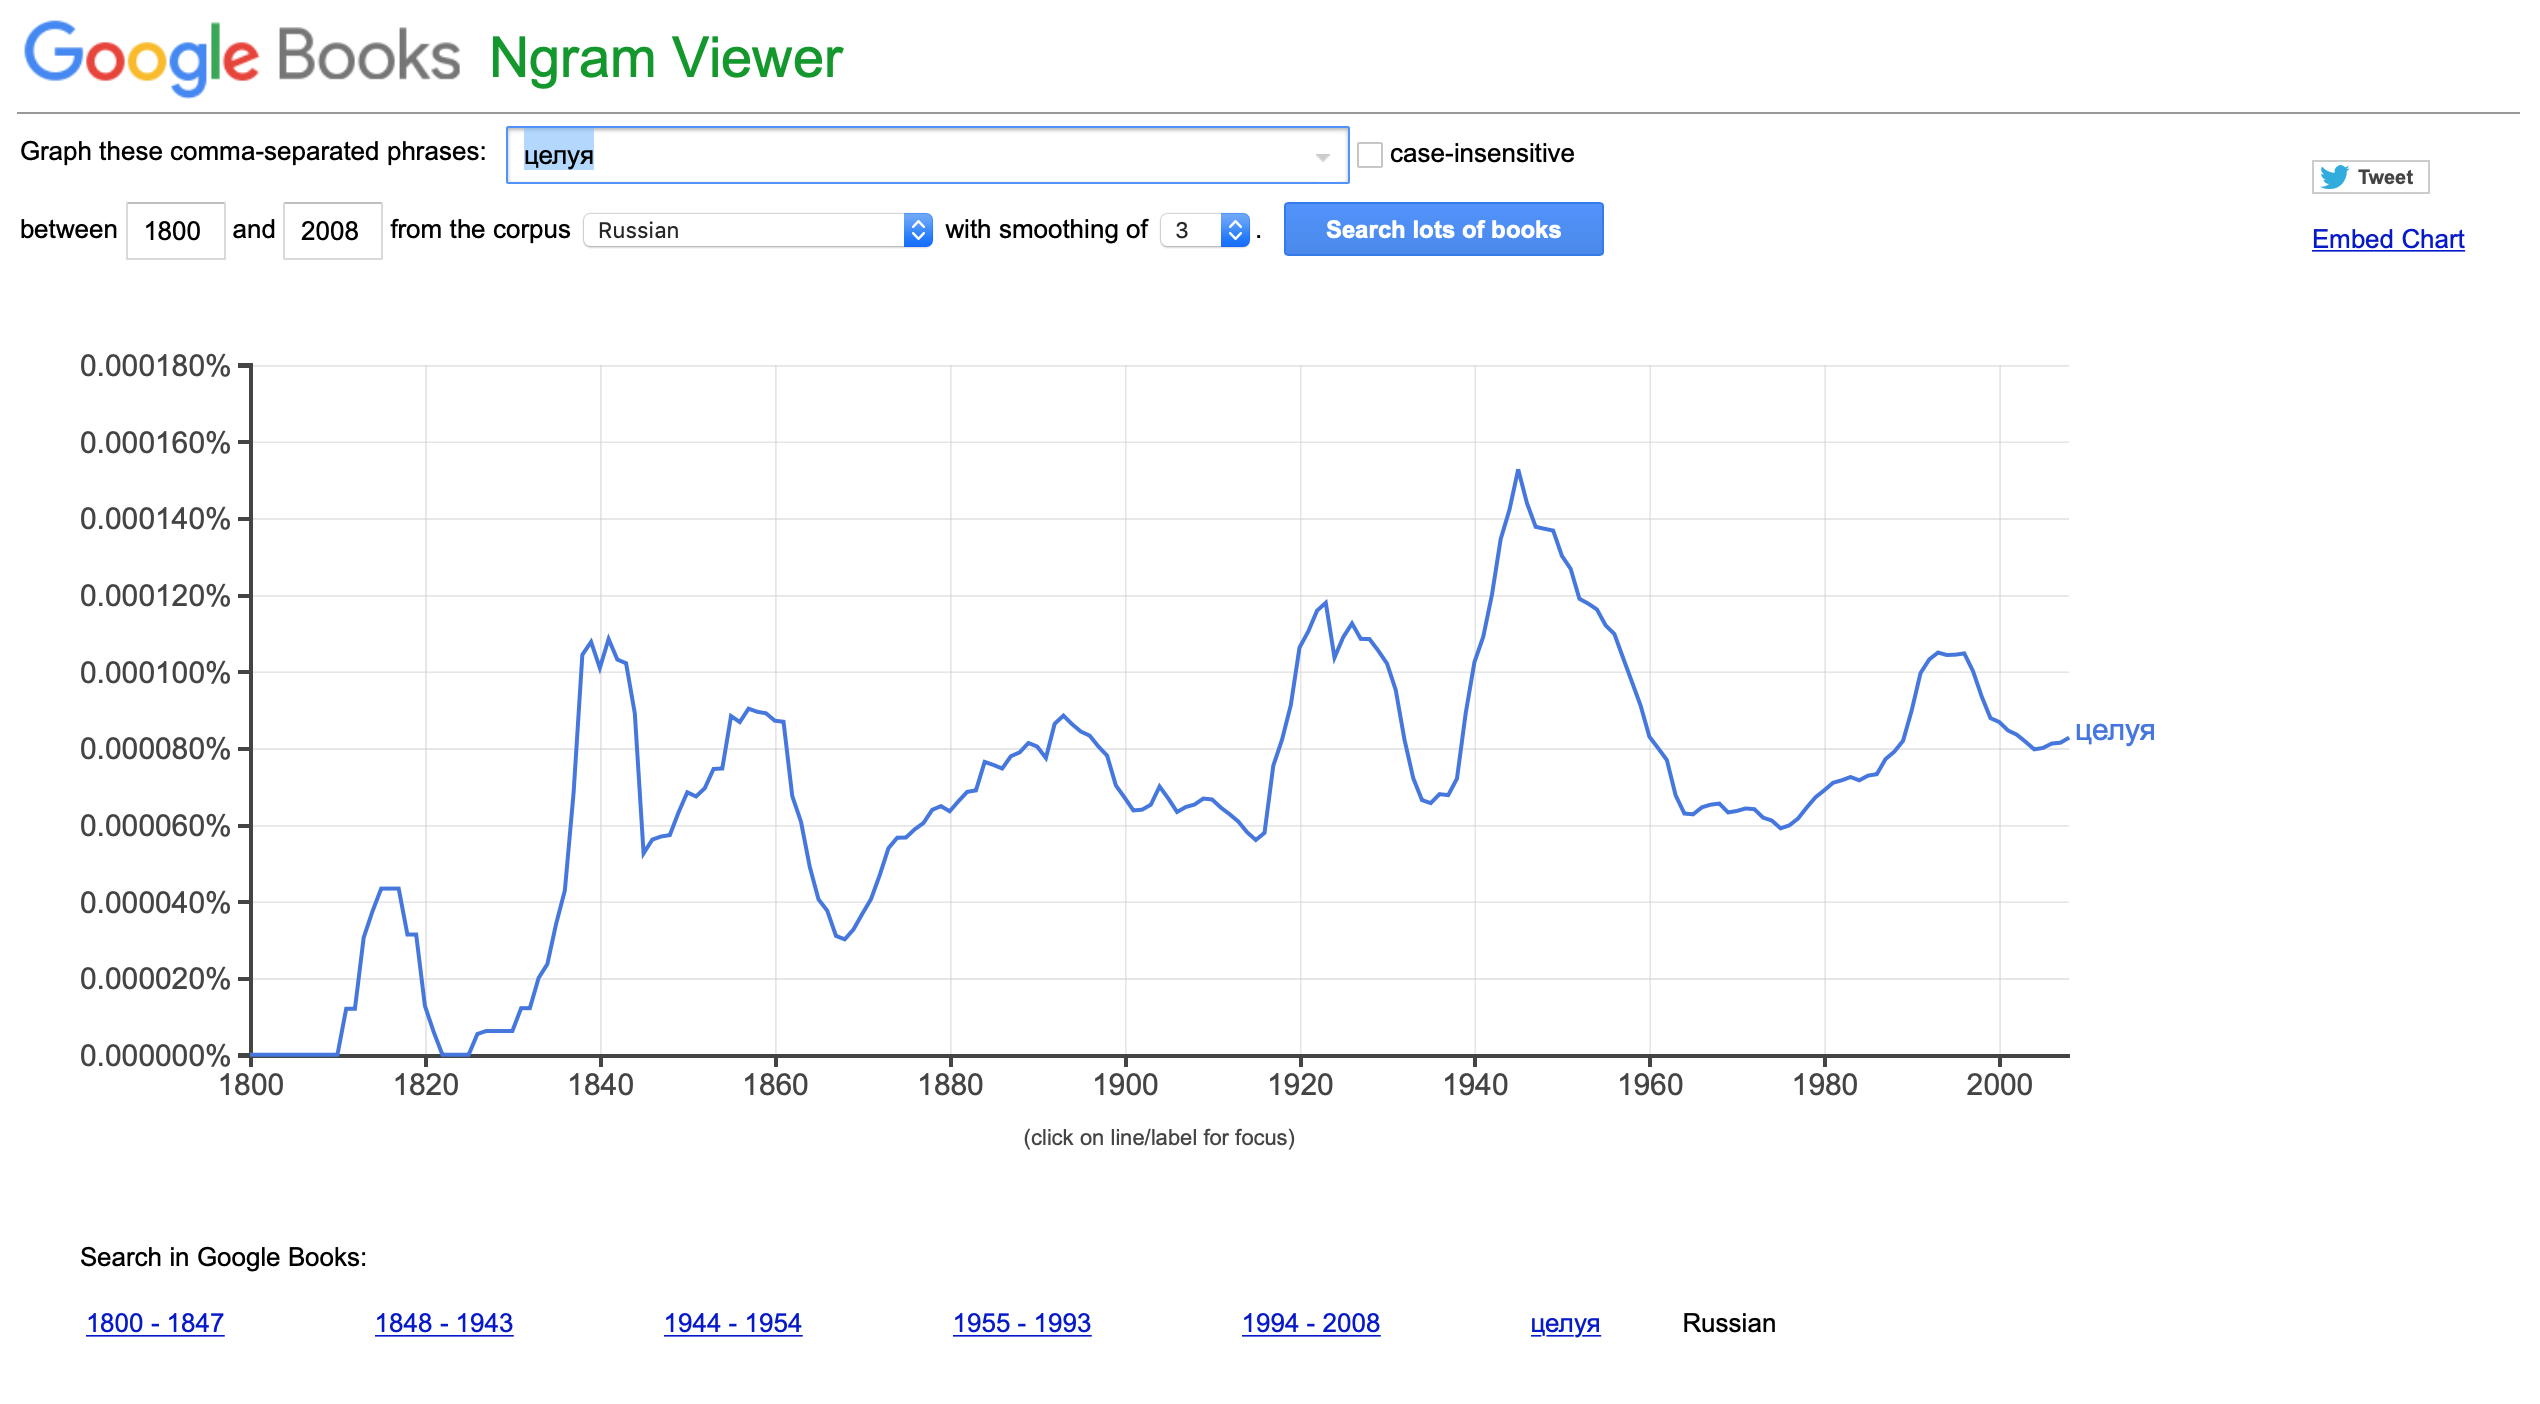 Google Books Ngram Viewer
Graph these comma-separated phrases: целуя case-insensitive
Tweet
between 1800 and 2008 from the corpus Russian with smoothing of 3 . Search lots of books
Embed Chart
0.000180%
0.000160%
0.000140%
0.000120%
0.000100%
0.000080%
целуя
0.000060%
0.000040%
0.000020%
0.000000%
1800 1820 1840 1860 1880 1900 1920 1940 1960 1980 2000
(click on line/label for focus)
Search in Google Books:
1800 - 1847 1848 - 1943 1944 - 1954 1955 - 1993 1994 - 2008 целуя Russian